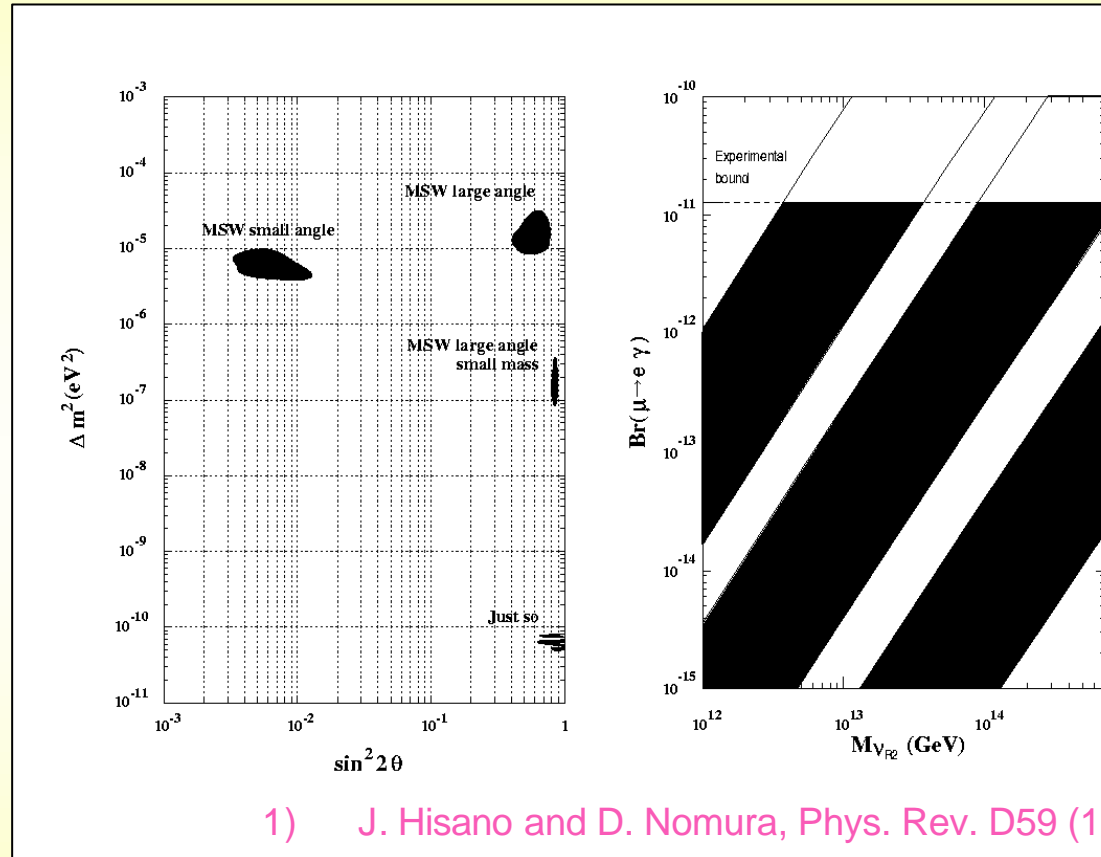 10^-3
10^-4
10^-5
10^-6
10^-7
10^-8
10^-9
10^-10
10^-11
Δ m^2 (eV^2)
MSW large angle
MSW small angle
MSW large angle
small mass
Just so
10^-3
10^-2
10^-1
1
sin^2 2θ
10^-10
10^-11
10^-12
10^-13
10^-14
10^-15
Br(μ→e γ)
Experimental
bound
10^12
10^13
10^14
M_νR2 (GeV)
1) J. Hisano and D. Nomura, Phys. Rev. D59 (1